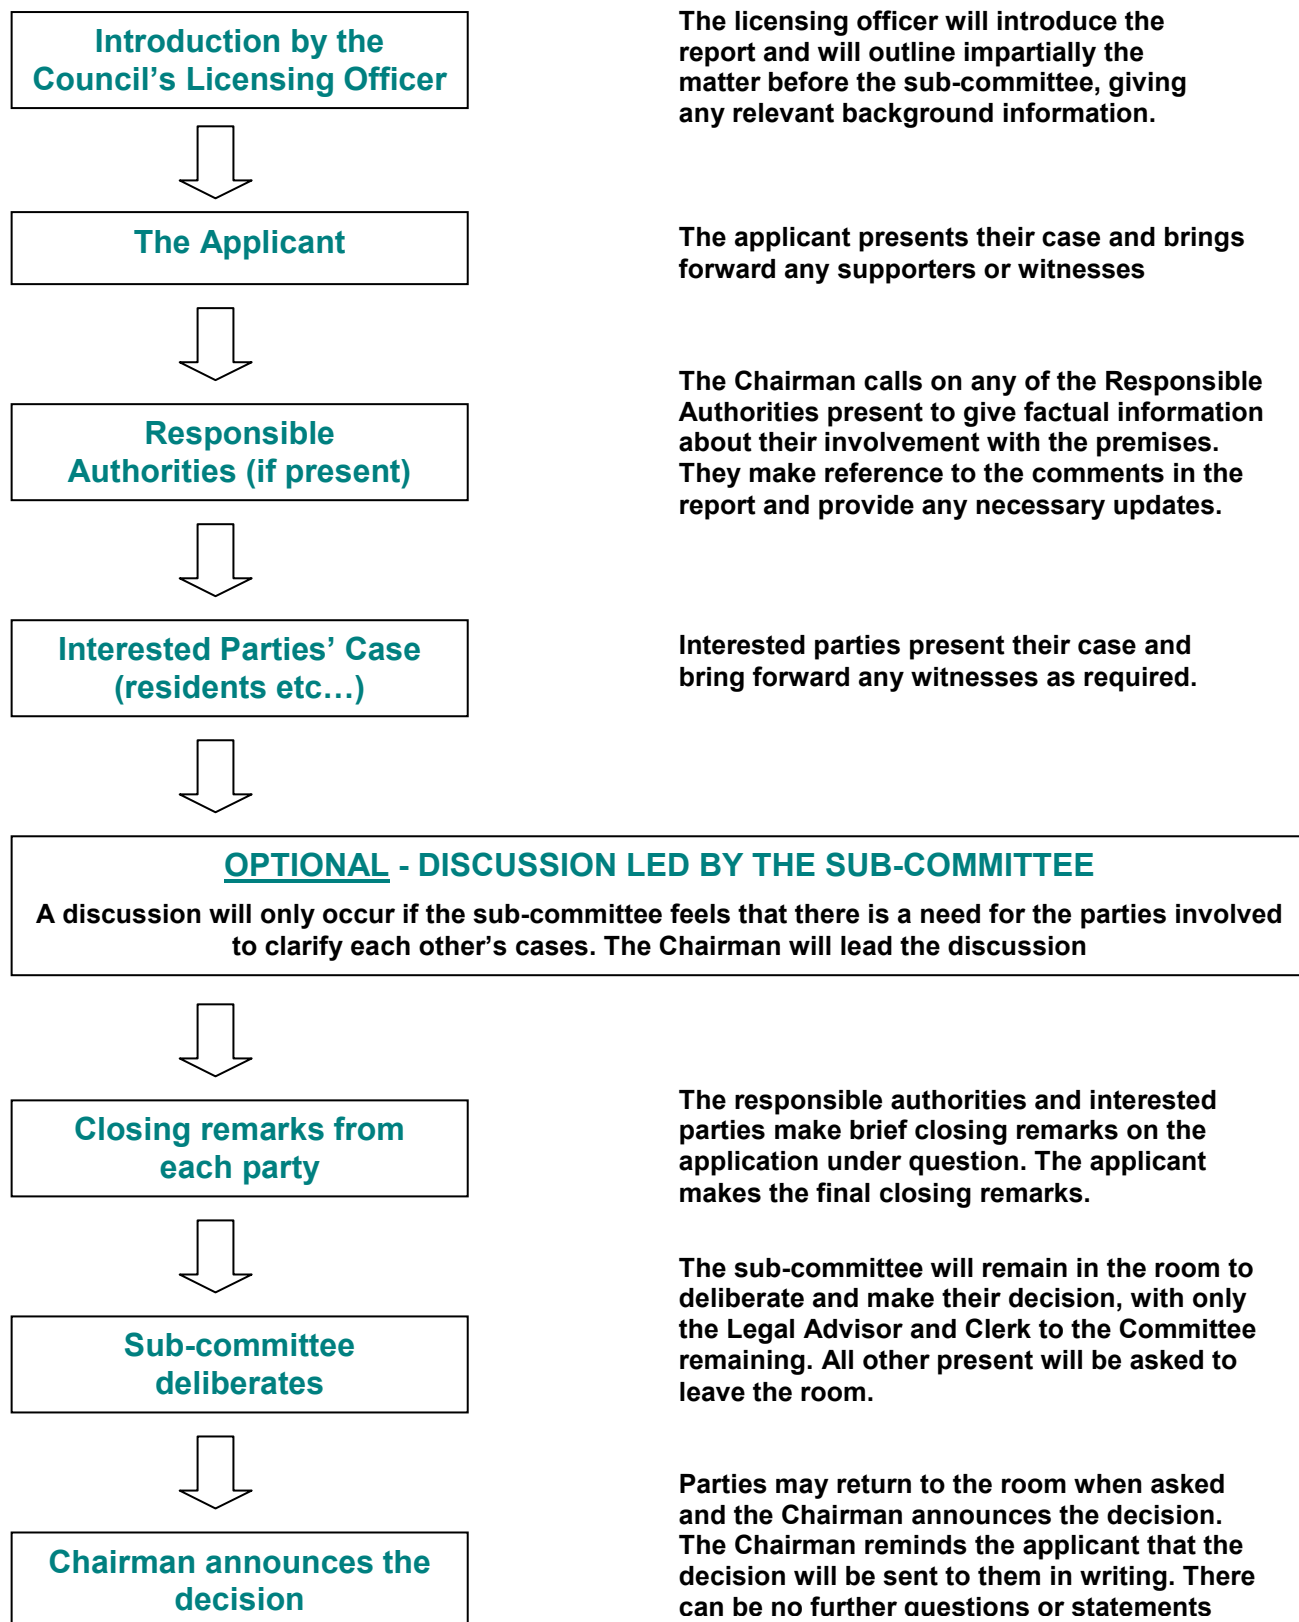 Introduction by the
Council’s Licensing Officer
The licensing officer will introduce the
report and will outline impartially the
matter before the sub-committee, giving
any relevant background information.
The Applicant
The applicant presents their case and brings
forward any supporters or witnesses
Responsible
Authorities (if present)
The Chairman calls on any of the Responsible
Authorities present to give factual information
about their involvement with the premises.
They make reference to the comments in the
report and provide any necessary updates.
Interested Parties’ Case
(residents etc…)
Interested parties present their case and
bring forward any witnesses as required.
OPTIONAL - DISCUSSION LED BY THE SUB-COMMITTEE
A discussion will only occur if the sub-committee feels that there is a need for the parties involved
to clarify each other’s cases. The Chairman will lead the discussion
Closing remarks from
each party
The responsible authorities and interested
parties make brief closing remarks on the
application under question. The applicant
makes the final closing remarks.
Sub-committee
deliberates
The sub-committee will remain in the room to
deliberate and make their decision, with only
the Legal Advisor and Clerk to the Committee
remaining. All other present will be asked to
leave the room.
Chairman announces the
decision
Parties may return to the room when asked
and the Chairman announces the decision.
The Chairman reminds the applicant that the
decision will be sent to them in writing. There
can be no further questions or statements